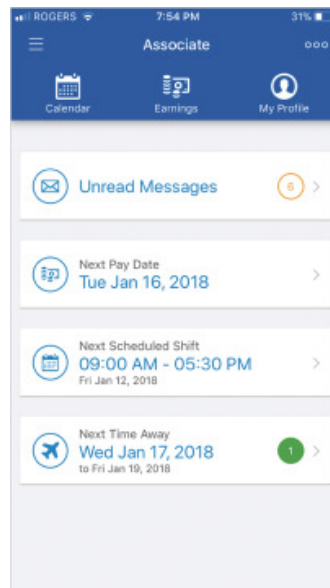 ROGERS 7:54 PM 31%
Associate
Calendar Earnings My Profile
Unread Messages 6
Next Pay Date
Tue Jan 16, 2018
Next Scheduled Shift
09:00 AM - 05:30 PM
Fri Jan 12, 2018
Next Time Away
Wed Jan 17, 2018 1
to Fri Jan 19, 2018